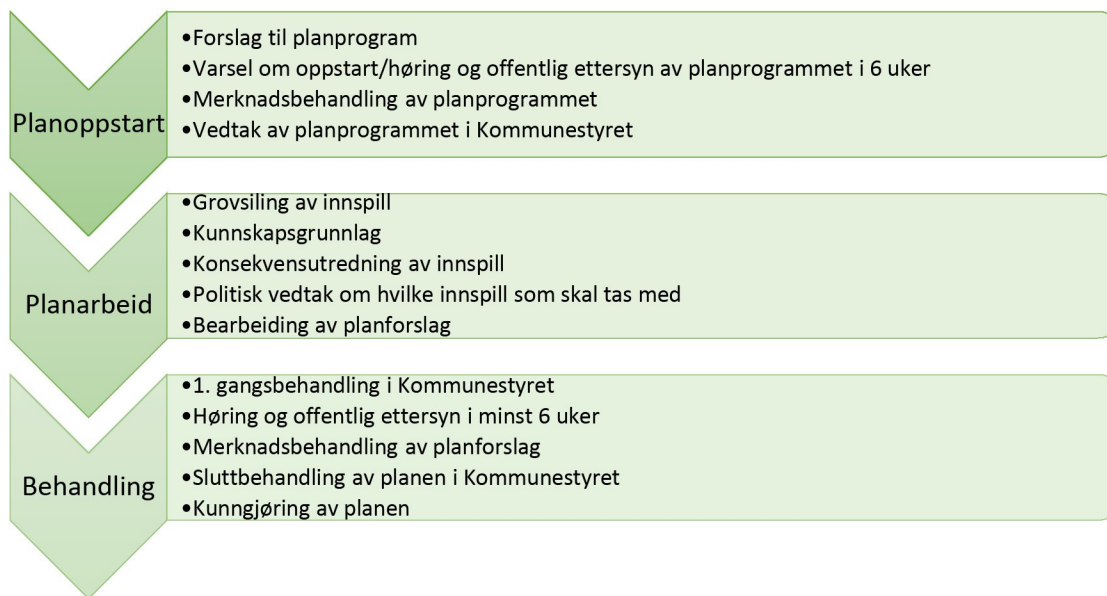 Planoppstart
•Forslag til planprogram
•Varsel om oppstart/høring og offentlig ettersyn av planprogrammet i 6 uker
•Merknadsbehandling av planprogrammet
•Vedtak av planprogrammet i Kommunestyret
Planarbeid
•Grovsiling av innspill
•Kunnskapsgrunnlag
•Konsekvensutredning av innspill
•Politisk vedtak om hvilke innspill som skal tas med
•Bearbeiding av planforslag
Behandling
•1. gangsbehandling i Kommunestyret
•Høring og offentlig ettersyn i minst 6 uker
•Merknadsbehandling av planforslag
•Sluttbehandling av planen i Kommunestyret
•Kunngjøring av planen